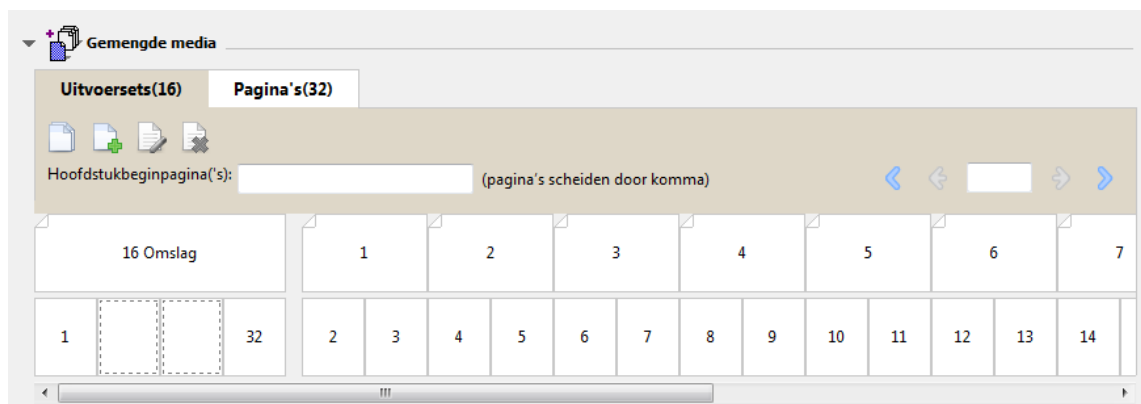 Gemengde media
Uitvoersets(16) Pagina's(32)
Hoofdstukbeginpagina('s): (pagina's scheiden door komma)
16 Omslag 1 2 3 4 5 6 7
1 32 2 3 4 5 6 7 8 9 10 11 12 13 14